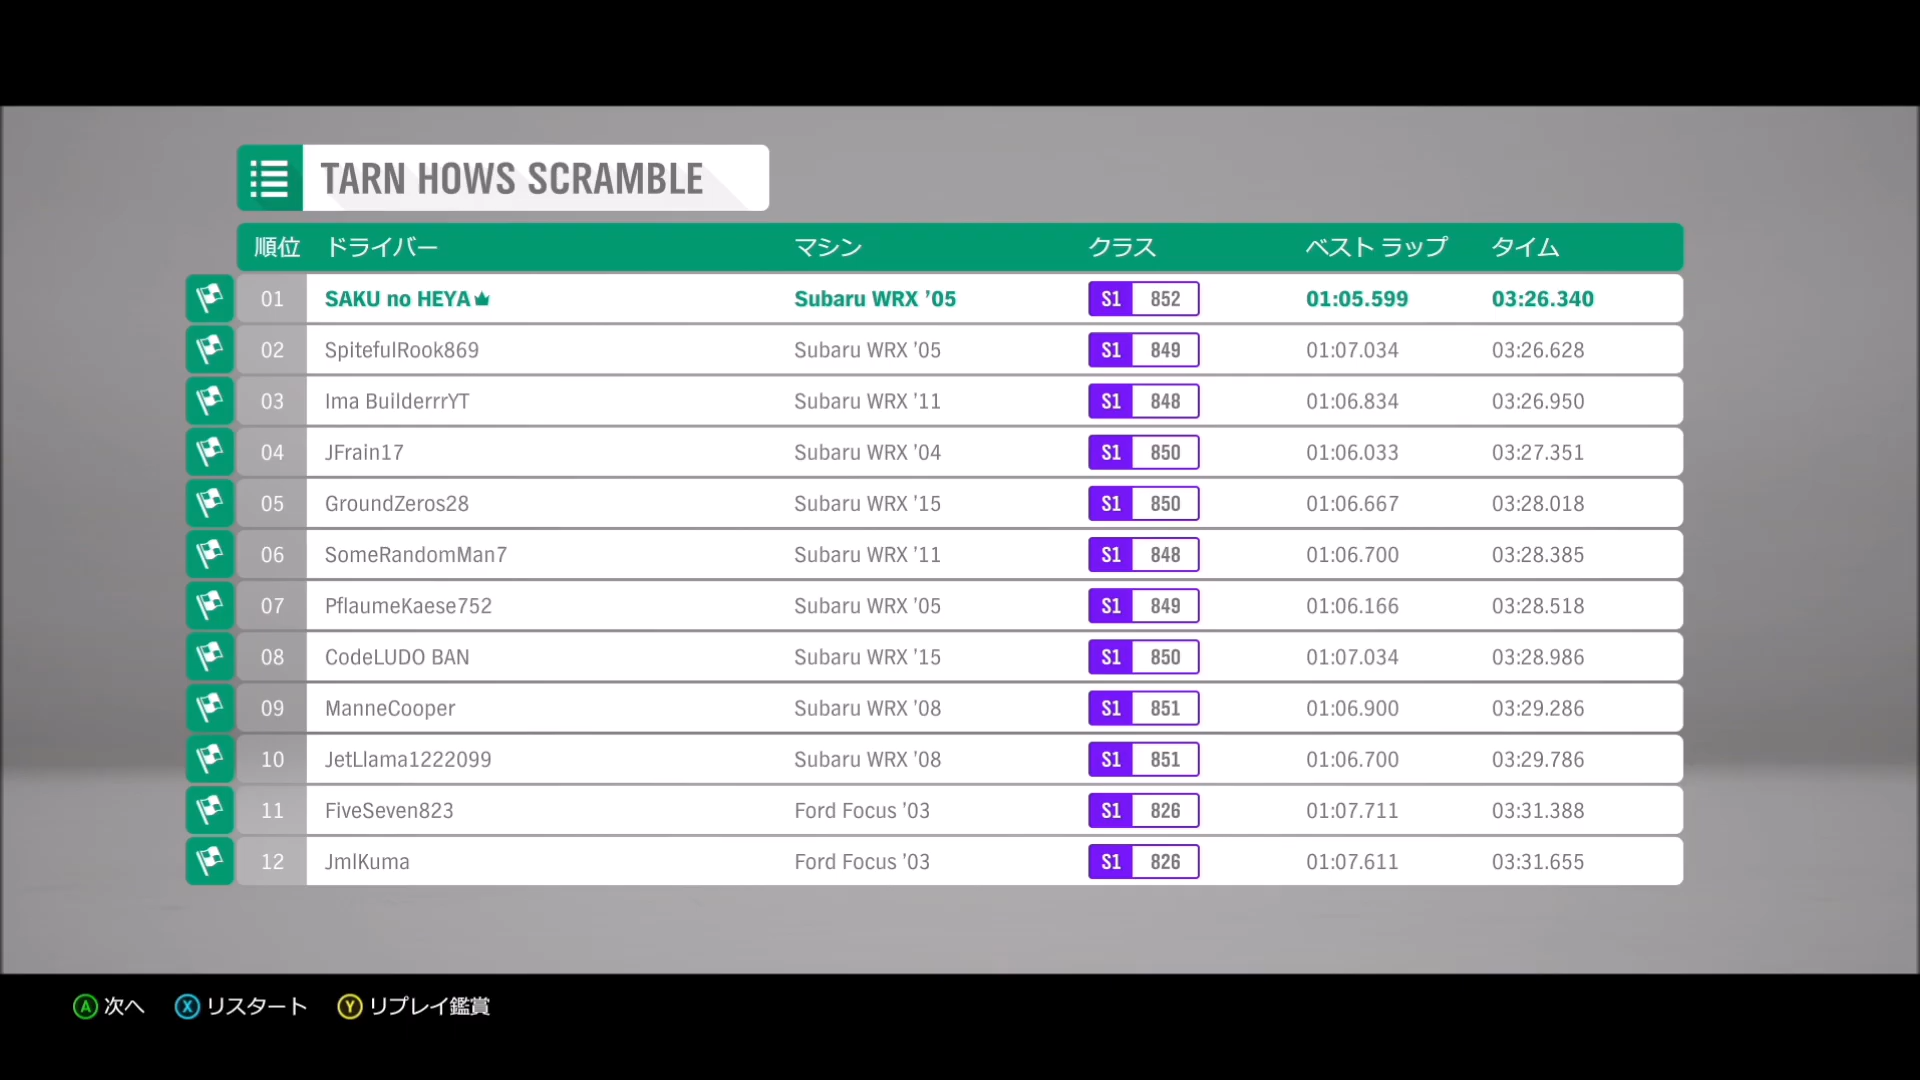 TARN HOWS SCRAMBLE
順位 ドライバー マシン クラス ベスト ラップ タイム
01 SAKU no HEYA Subaru WRX ’05 S1 852 01:05.599 03:26.340
02 SpitefulRook869 Subaru WRX ’05 S1 849 01:07.034 03:26.628
03 Ima BuilderrrYT Subaru WRX ’11 S1 848 01:06.834 03:26.950
04 JFrain17 Subaru WRX ’04 S1 850 01:06.033 03:27.351
05 GroundZeros28 Subaru WRX ’15 S1 850 01:06.667 03:28.018
06 SomeRandomMan7 Subaru WRX ’11 S1 848 01:06.700 03:28.385
07 PflaumeKaese752 Subaru WRX ’05 S1 849 01:06.166 03:28.518
08 CodeLUDO BAN Subaru WRX ’15 S1 850 01:07.034 03:28.986
09 ManneCooper Subaru WRX ’08 S1 851 01:06.900 03:29.286
10 JetLlama1222099 Subaru WRX ’08 S1 851 01:06.700 03:29.786
11 FiveSeven823 Ford Focus ’03 S1 826 01:07.711 03:31.388
12 JmlKuma Ford Focus ’03 S1 826 01:07.611 03:31.655
A 次へ X リスタート Y リプレイ鑑賞